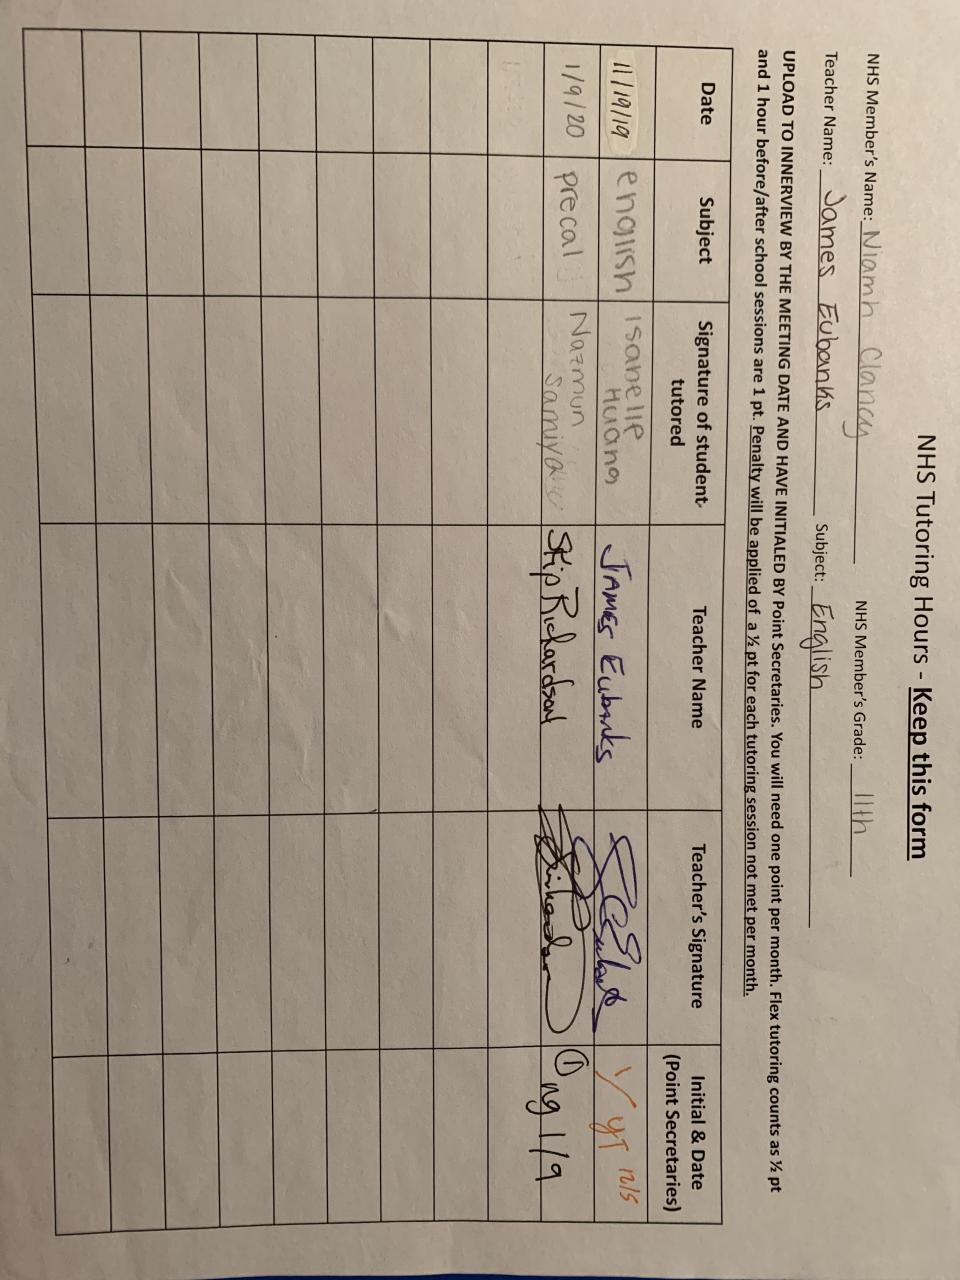 NHS Tutoring Hours - Keep this form
NHS Member's Name: Niamh Clancy NHS Member's Grade: 11th
Teacher Name: James Eubanks Subject: English
UPLOAD TO INNERVIEW BY THE MEETING DATE AND HAVE INITIALED BY Point Secretaries. You will need one point per month. Flex tutoring counts as ½ pt
and 1 hour before/after school sessions are 1 pt. Penalty will be applied of a ½ pt for each tutoring session not met per month.
Date Subject Signature of student tutored Teacher Name Teacher's Signature Initial & Date (Point Secretaries)
11/19/19 english Isabelle Huang James Eubanks YT 12/5
1/9/20 precal Nazmun Samiya Skip Richardson 1 ng 1/9